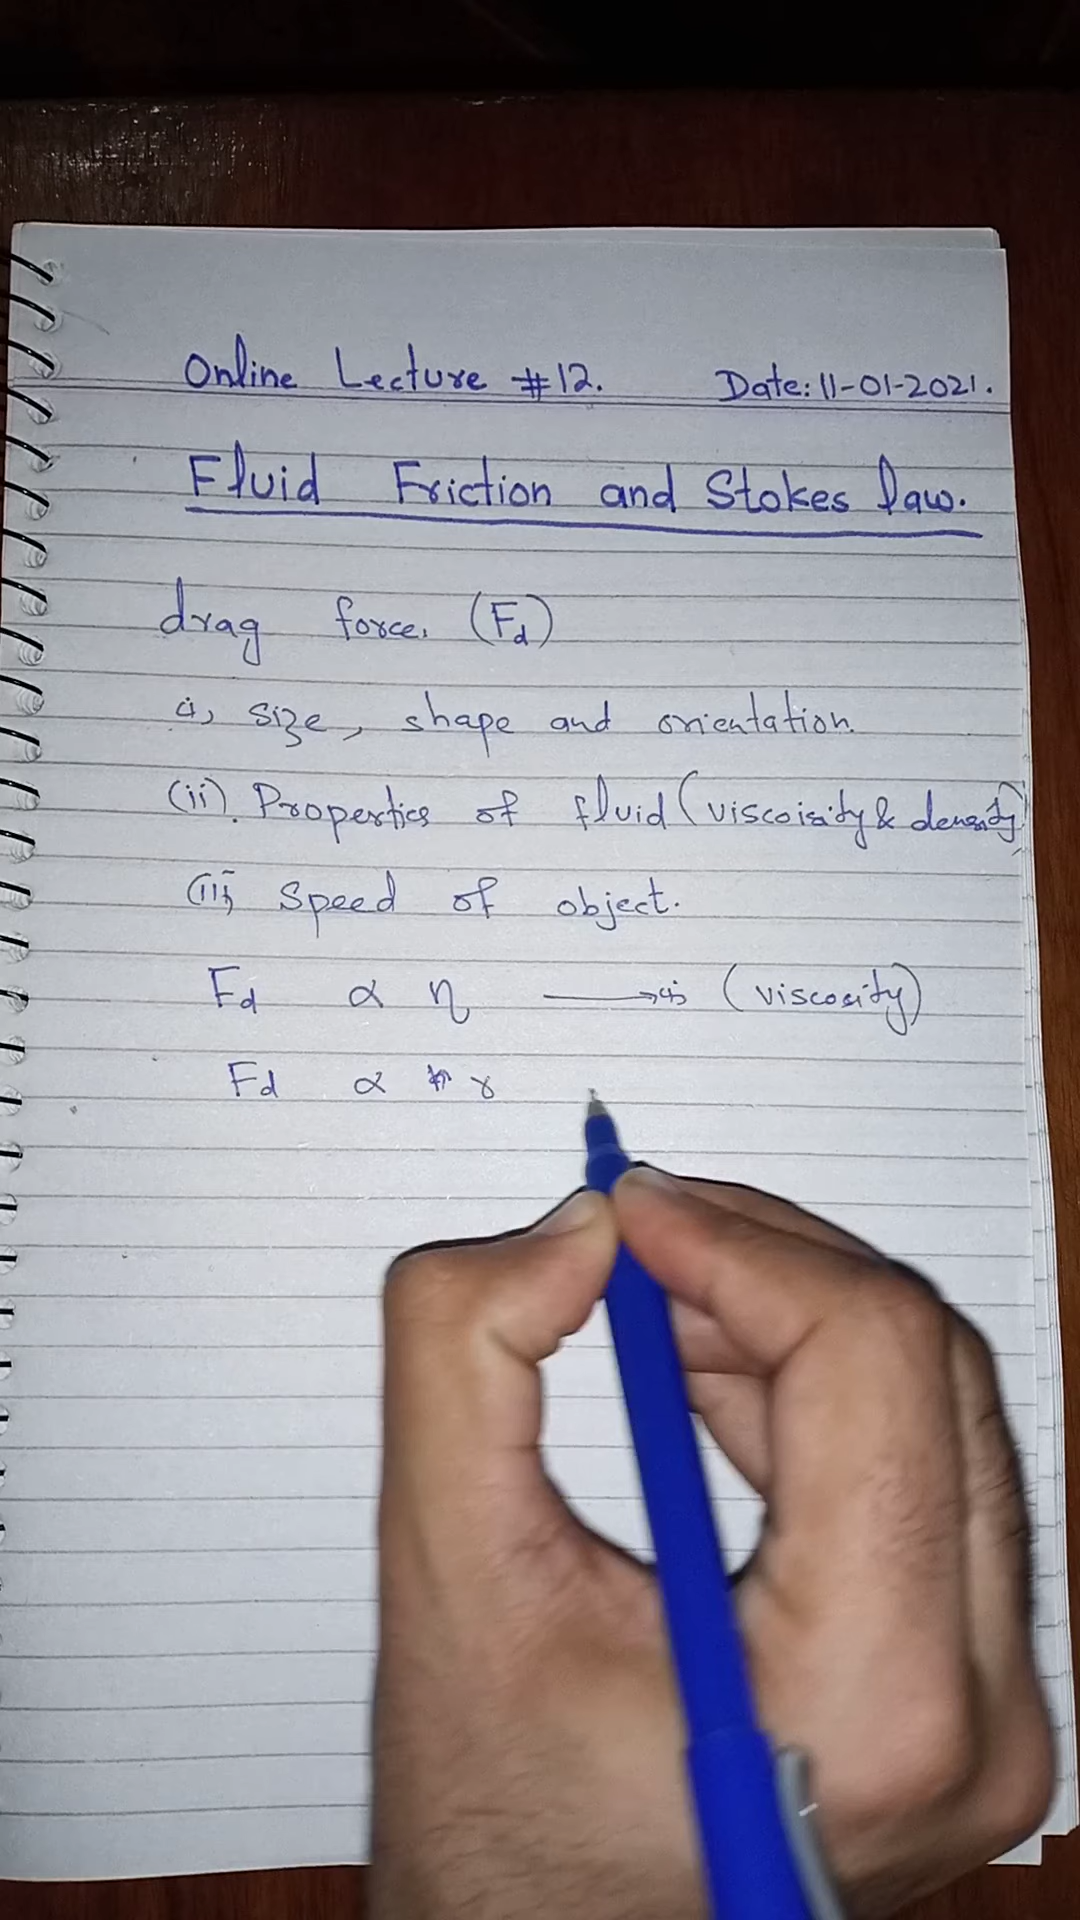 Online Lecture #12. Date: 11-01-2021.
Fluid Friction and Stokes law.
drag force. (Fd)
(i) size, shape and orientation.
(ii). Properties of fluid (viscoisity & density)
(iii) Speed of object.
Fd ∝ η → (i) (viscosity)
Fd ∝ r